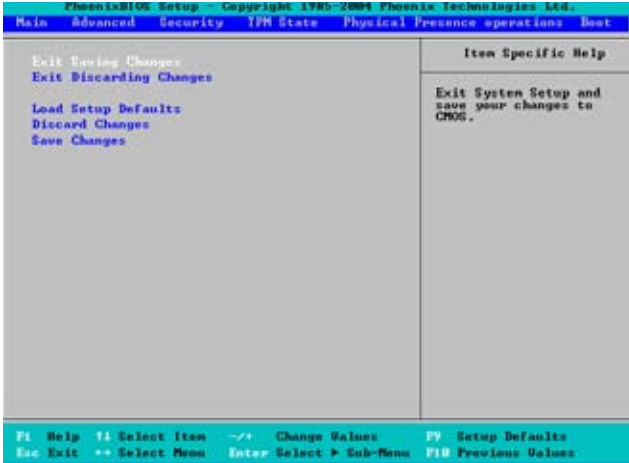 PhoenixBIOS Setup - Copyright 1985-2004 Phoenix Technologies Ltd.
Main Advanced Security TPM State Physical Presence operations Boot
Item Specific Help
Exit Saving Changes
Exit Discarding Changes
Load Setup Defaults
Discard Changes
Save Changes
Exit System Setup and
save your changes to
CMOS.
F1 Help ↑↓ Select Item -/+ Change Values F9 Setup Defaults
Esc Exit ↔ Select Menu Enter Select ▶ Sub-Menu F10 Previous Values